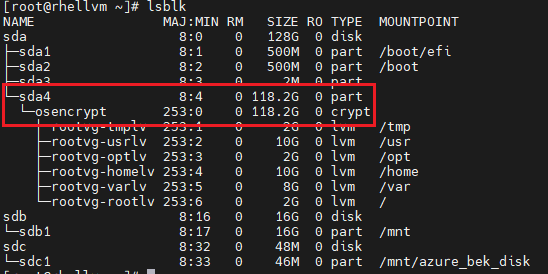 [root@rhellvm ~]# lsblk
NAME MAJ:MIN RM SIZE RO TYPE MOUNTPOINT
sda 8:0 0 128G 0 disk
├─sda1 8:1 0 500M 0 part /boot/efi
├─sda2 8:2 0 500M 0 part /boot
├─sda3 8:3 0 2M 0 part
└─sda4 8:4 0 118.2G 0 part
└─osencrypt 253:0 0 118.2G 0 crypt
├─rootvg-tmplv 253:1 0 2G 0 lvm /tmp
├─rootvg-usrlv 253:2 0 10G 0 lvm /usr
├─rootvg-optlv 253:3 0 2G 0 lvm /opt
├─rootvg-homelv 253:4 0 10G 0 lvm /home
├─rootvg-varlv 253:5 0 8G 0 lvm /var
└─rootvg-rootlv 253:6 0 2G 0 lvm /
sdb 8:16 0 16G 0 disk
└─sdb1 8:17 0 16G 0 part /mnt
sdc 8:32 0 48M 0 disk
└─sdc1 8:33 0 46M 0 part /mnt/azure_bek_disk
[root@rhellvm ~]#